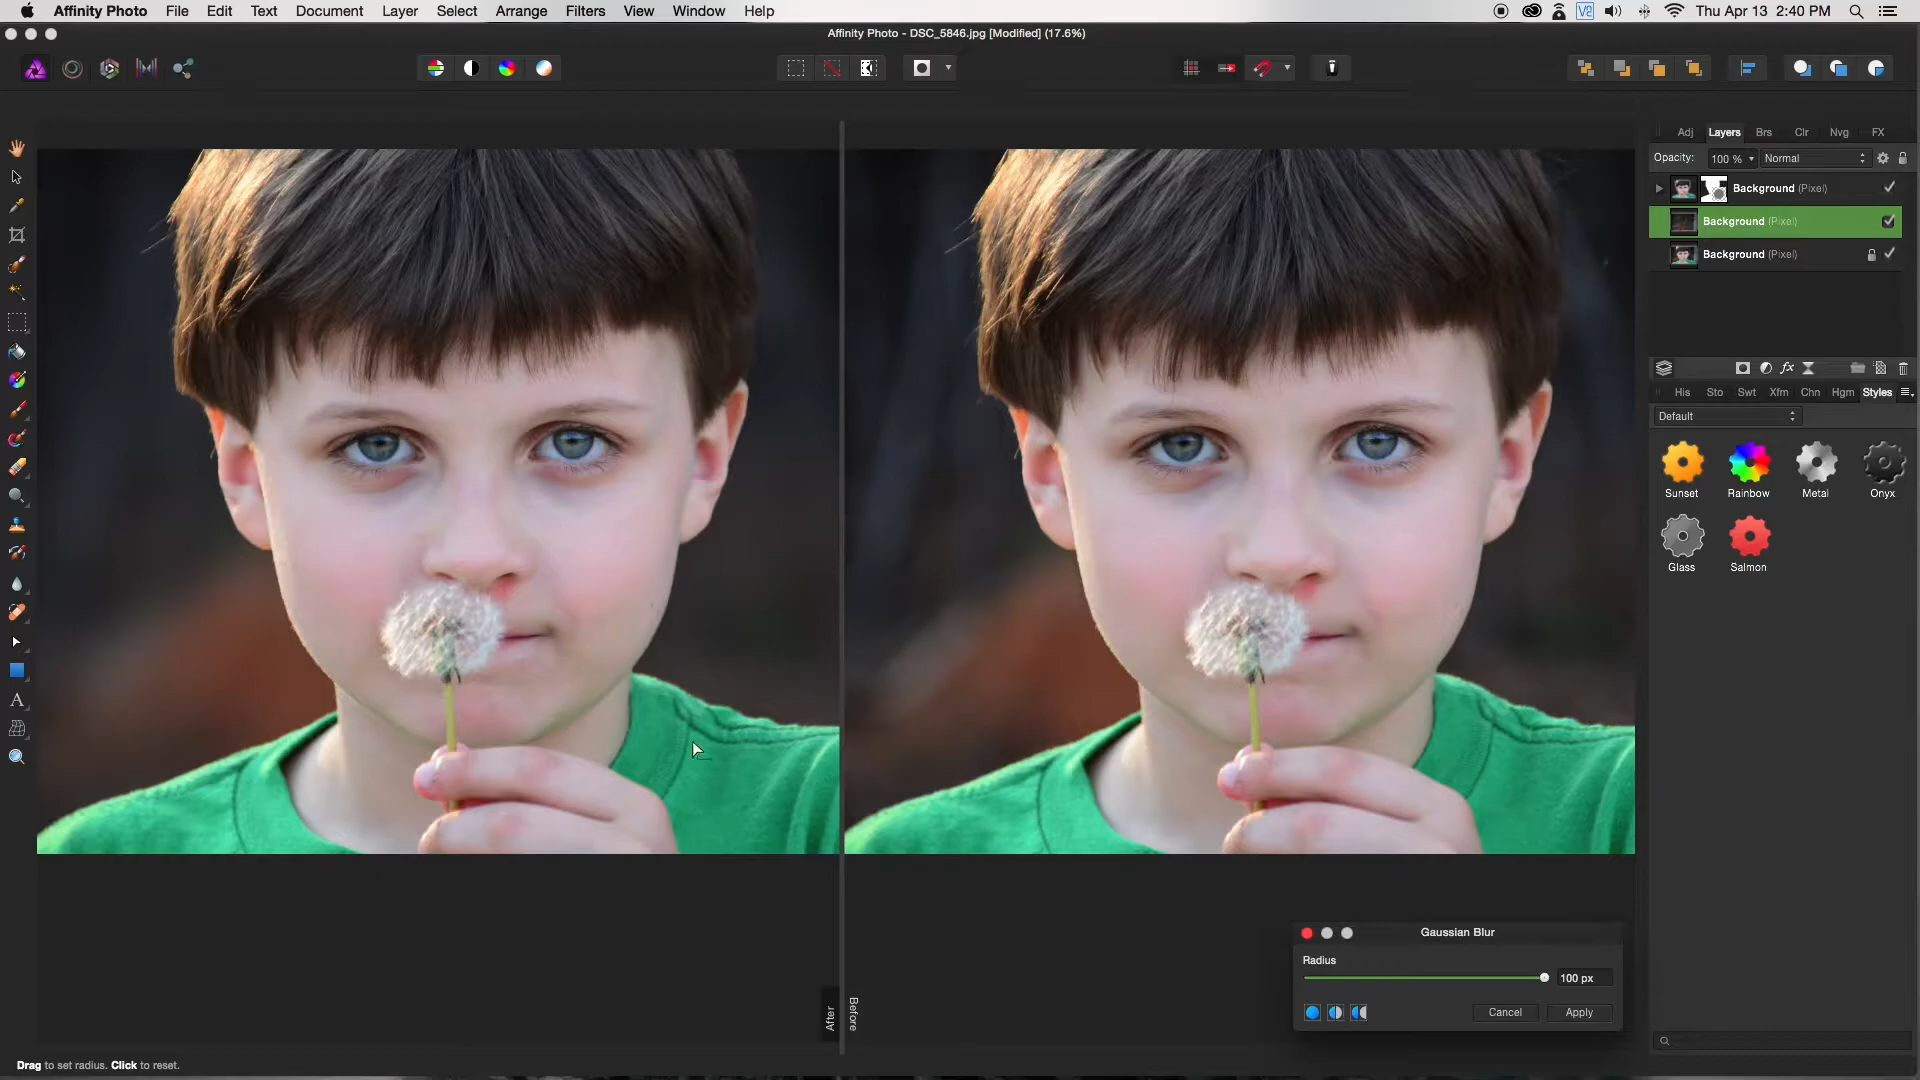 Affinity Photo File Edit Text Document Layer Select Arrange Filters View Window Help Thu Apr 13 2:40 PM
Affinity Photo - DSC_5846.jpg [Modified] (17.6%)
Adj Layers Brs Clr Nvg FX
Opacity: 100 % Normal
Background (Pixel)
Background (Pixel)
Background (Pixel)
His Sto Swt Xfm Chn Hgm Styles
Default
Sunset Rainbow Metal Onyx
Glass Salmon
After Before
Gaussian Blur
Radius
100 px
Cancel Apply
Drag to set radius. Click to reset.